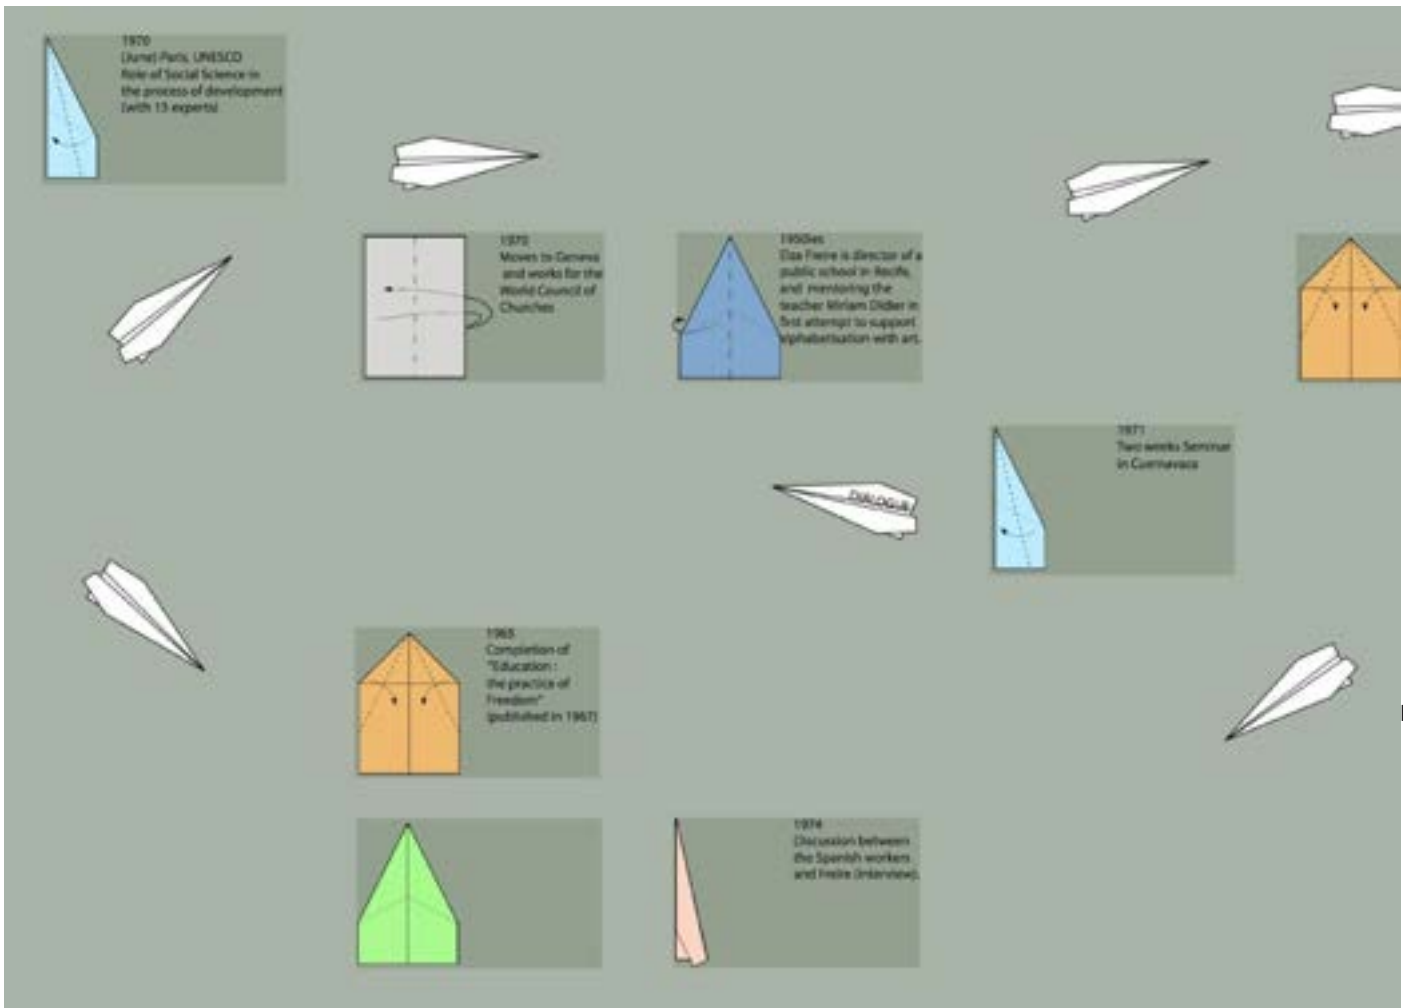 1970
(June) Paris, UNESCO
Role of Social Science in
the process of development
(with 15 experts)
1970
Moves to Geneva
and works for the
World Council of
Churches
1950ies
Elza Freire is director of a
public school in Recife,
and mentoring the
teacher Miriam Didier in
first attempt to support
alphabetisation with art.
1971
Two weeks Seminar
in Cuernavaca
DIALOGUE
1965
Completion of
"Education :
the practice of
Freedom"
(published in 1967)
1974
Discussion between
the Spanish workers
and Freire (Interview).